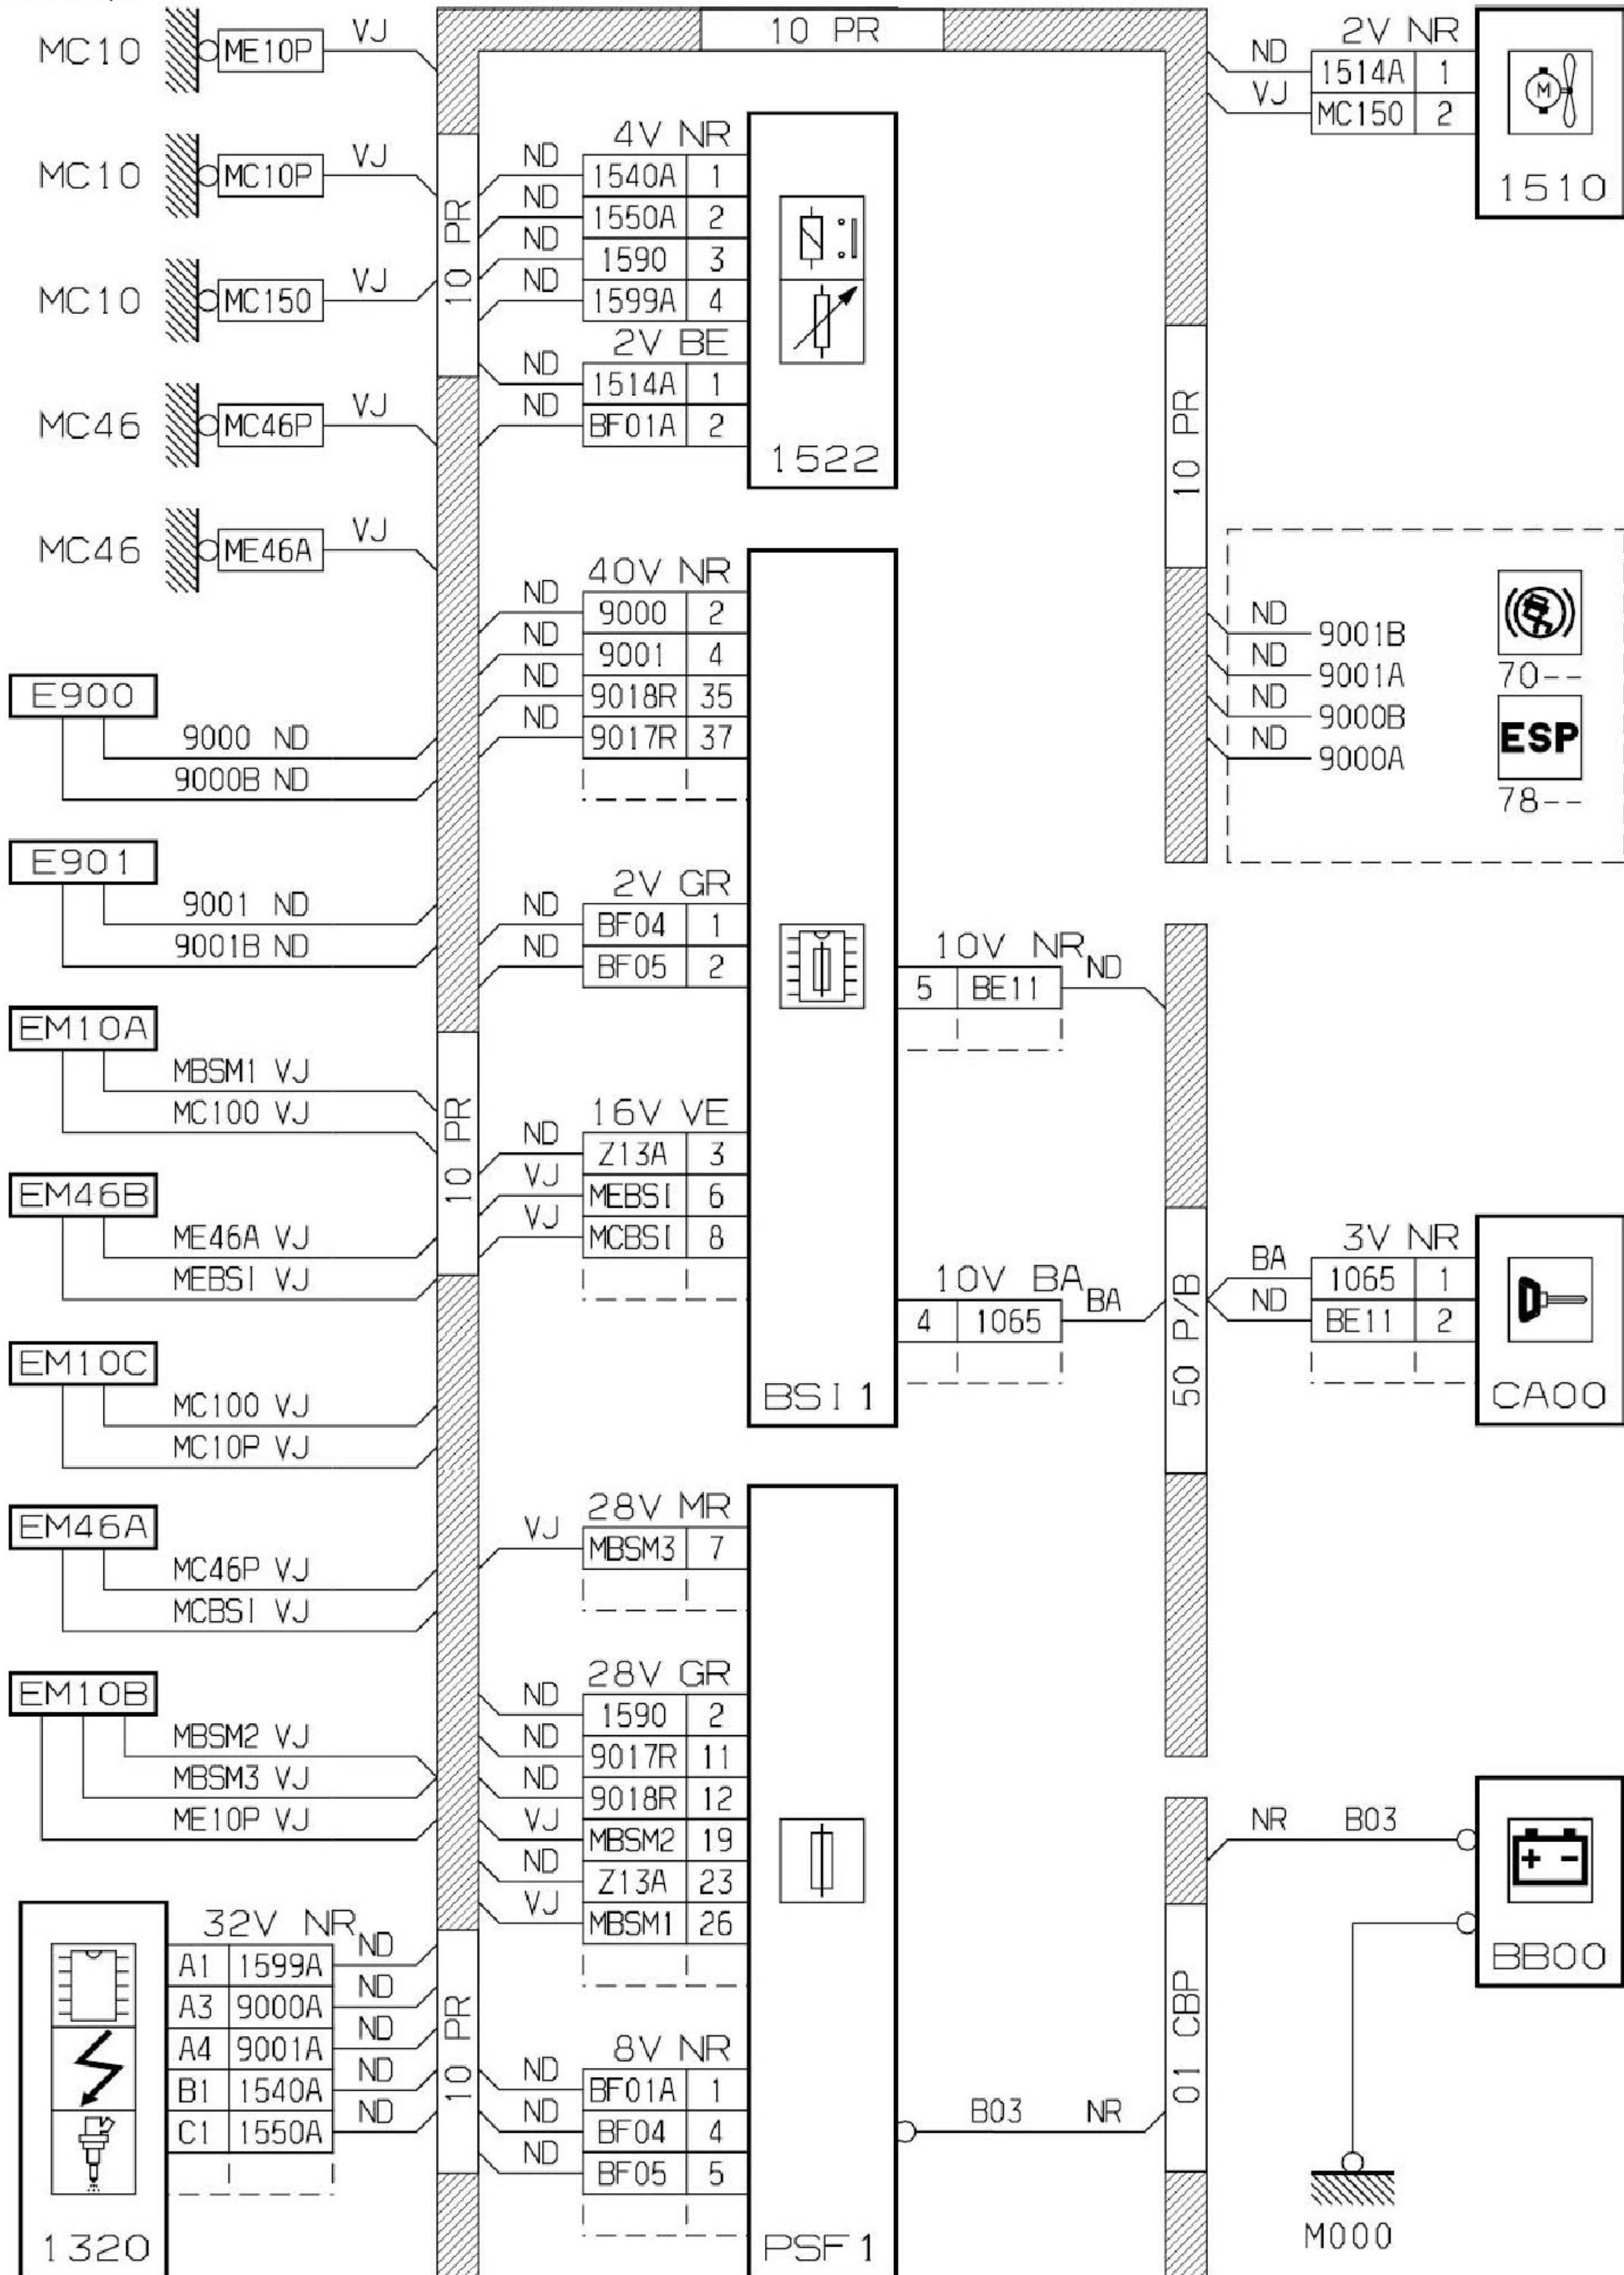 10 PR
MC10 ME10P VJ
MC10 MC10P VJ
MC10 MC150 VJ
MC46 MC46P VJ
MC46 ME46A VJ
E900
9000 ND
9000B ND
E901
9001 ND
9001B ND
EM10A
MBSM1 VJ
MC100 VJ
EM46B
ME46A VJ
MEBSI VJ
EM10C
MC100 VJ
MC10P VJ
EM46A
MC46P VJ
MCBSI VJ
EM10B
MBSM2 VJ
MBSM3 VJ
ME10P VJ
32V NR
A1 1599A ND
A3 9000A ND
A4 9001A ND
B1 1540A ND
C1 1550A ND
1320
10 PR
10 PR
10 PR
4V NR
ND 1540A 1
ND 1550A 2
ND 1590 3
ND 1599A 4
2V BE
ND 1514A 1
ND BF01A 2
1522
40V NR
ND 9000 2
ND 9001 4
ND 9018R 35
ND 9017R 37
2V GR
ND BF04 1
ND BF05 2
16V VE
ND Z13A 3
VJ MEBSI 6
VJ MCBSI 8
10V NR
5 BE11 ND
10V BA
4 1065 BA
BSI1
28V MR
VJ MBSM3 7
28V GR
ND 1590 2
ND 9017R 11
ND 9018R 12
VJ MBSM2 19
ND Z13A 23
VJ MBSM1 26
8V NR
ND BF01A 1
ND BF04 4
ND BF05 5
B03 NR
PSF1
10 PR
50 P/B
01 CBP
2V NR
ND 1514A 1
VJ MC150 2
M
1510
ND 9001B
ND 9001A
ND 9000B
ND 9000A
70--
ESP
78--
3V NR
BA 1065 1
ND BE11 2
CA00
NR B03
+ -
BB00
M000